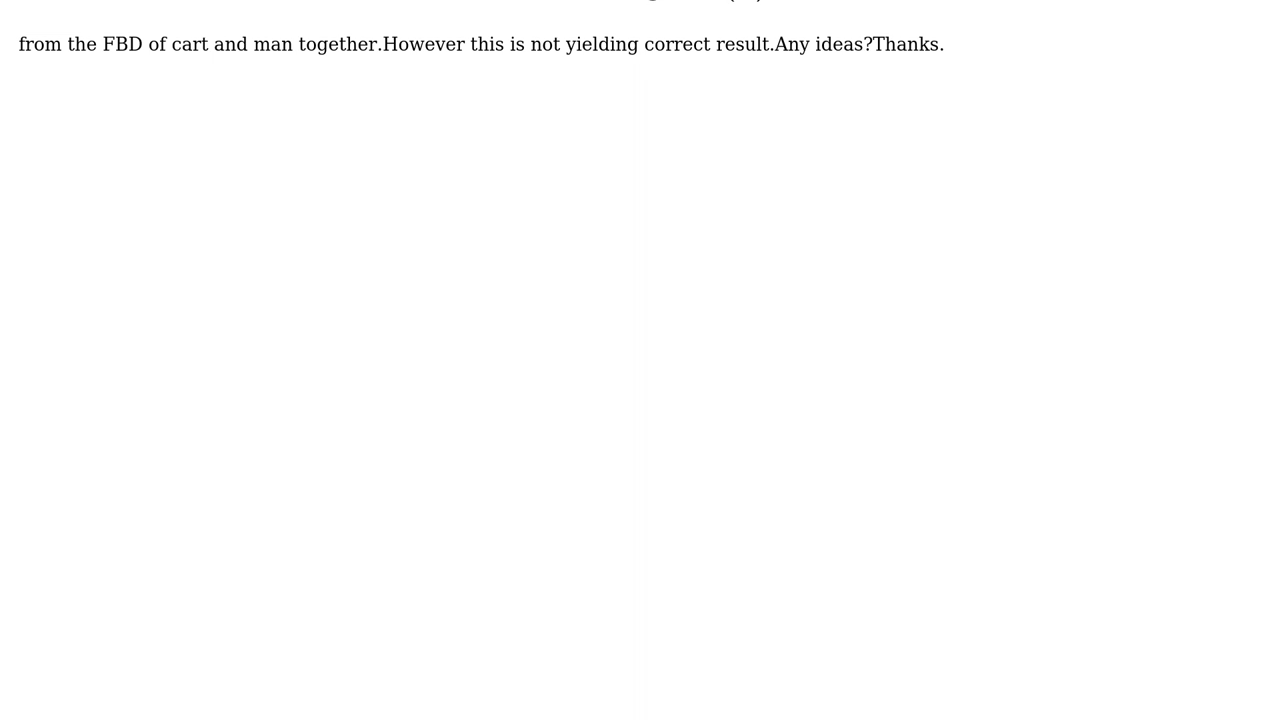 from the FBD of cart and man together.However this is not yielding correct result.Any ideas?Thanks.